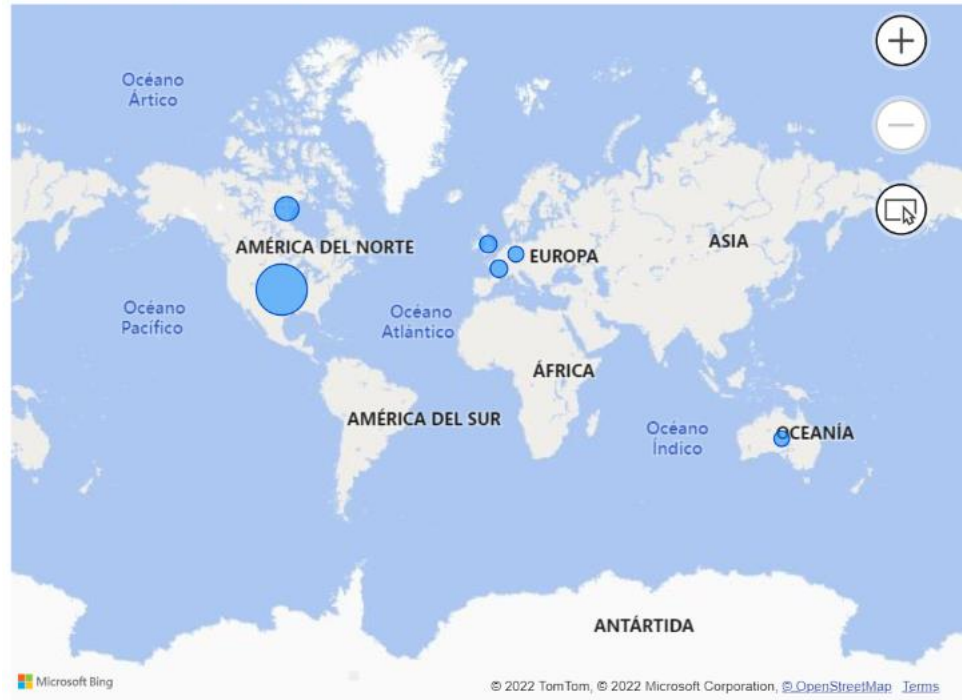 Océano
Ártico
AMÉRICA DEL NORTE
EUROPA
ASIA
Océano
Pacífico
Océano
Atlántico
ÁFRICA
AMÉRICA DEL SUR
Océano
Índico
OCEANÍA
ANTÁRTIDA
Microsoft Bing
© 2022 TomTom, © 2022 Microsoft Corporation, © OpenStreetMap Terms